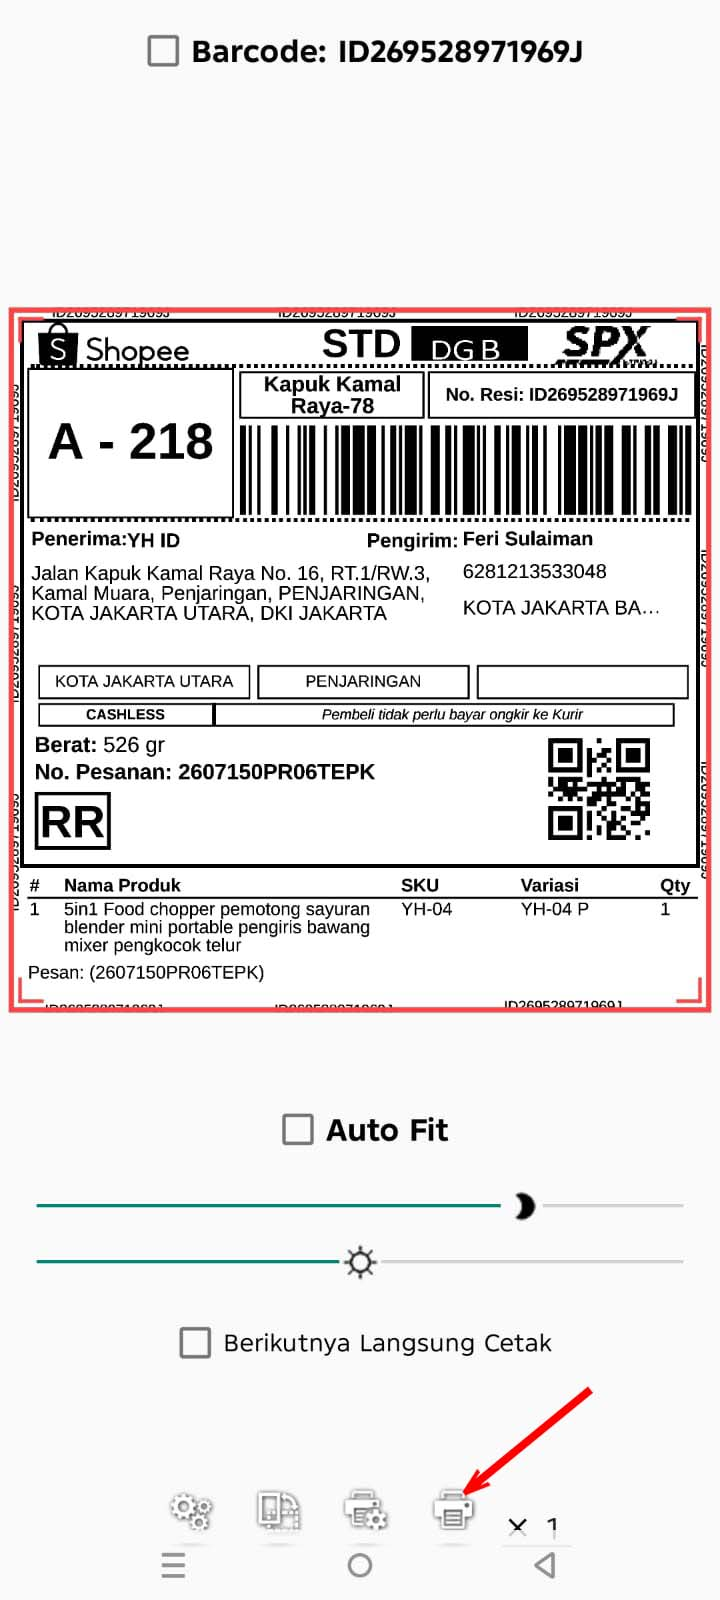 Barcode: ID269528971969J
ID269528971969J ID269528971969J ID269528971969J
S Shopee STD DG B SPX
A - 218
Kapuk Kamal
Raya-78
No. Resi: ID269528971969J
Penerima:YH ID
Pengirim: Feri Sulaiman
Jalan Kapuk Kamal Raya No. 16, RT.1/RW.3,
Kamal Muara, Penjaringan, PENJARINGAN,
KOTA JAKARTA UTARA, DKI JAKARTA
6281213533048
KOTA JAKARTA BA...
KOTA JAKARTA UTARA PENJARINGAN
CASHLESS Pembeli tidak perlu bayar ongkir ke Kurir
Berat: 526 gr
No. Pesanan: 2607150PR06TEPK
RR
# Nama Produk SKU Variasi Qty
1 5in1 Food chopper pemotong sayuran YH-04 YH-04 P 1
blender mini portable pengiris bawang
mixer pengkocok telur
Pesan: (2607150PR06TEPK)
ID269528971969J ID269528971969J ID269528971969J
Auto Fit
Berikutnya Langsung Cetak
× 1